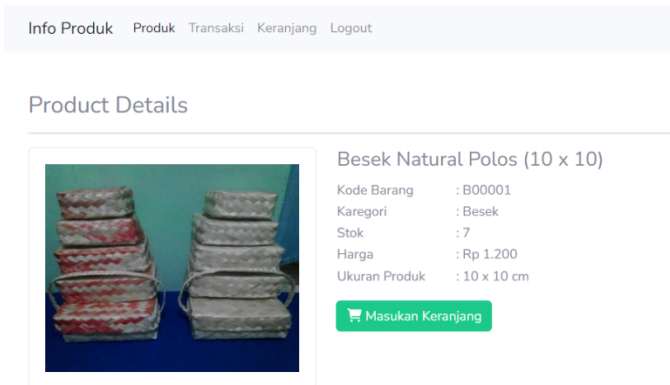 Info Produk Produk Transaksi Keranjang Logout
Product Details
Besek Natural Polos (10 x 10)
Kode Barang : B00001
Karegori : Besek
Stok : 7
Harga : Rp 1.200
Ukuran Produk : 10 x 10 cm
Masukan Keranjang